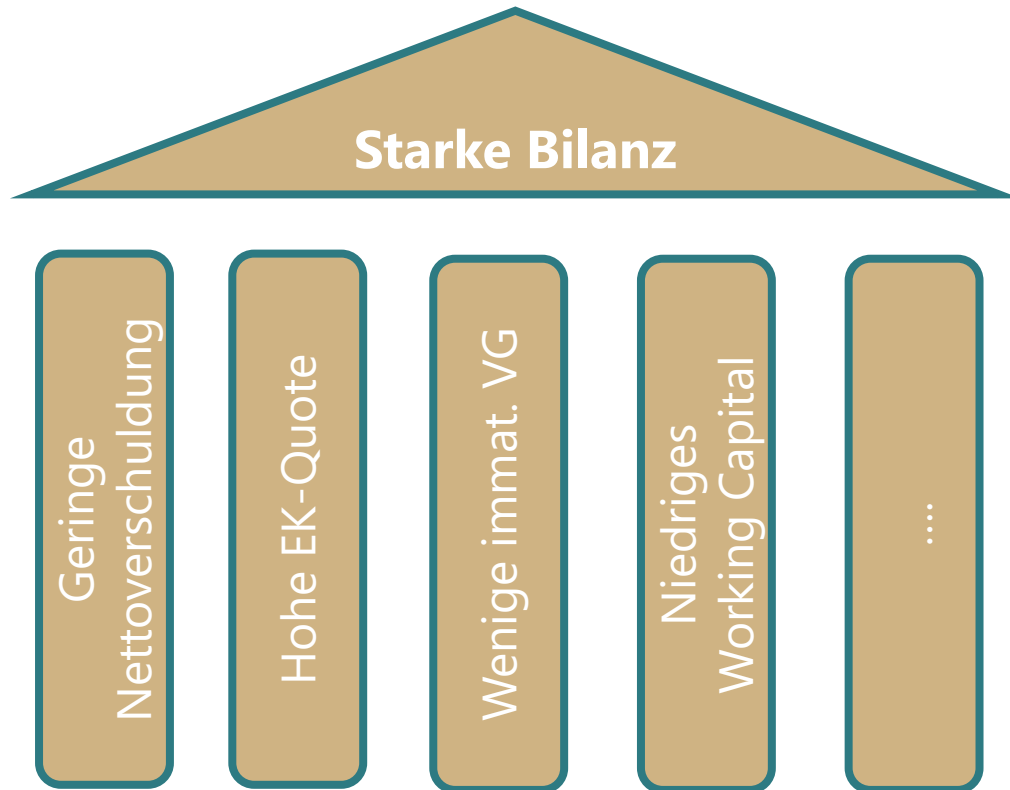 Starke Bilanz
Geringe
Nettoverschuldung
Hohe EK-Quote
Wenige immat. VG
Niedriges
Working Capital
....